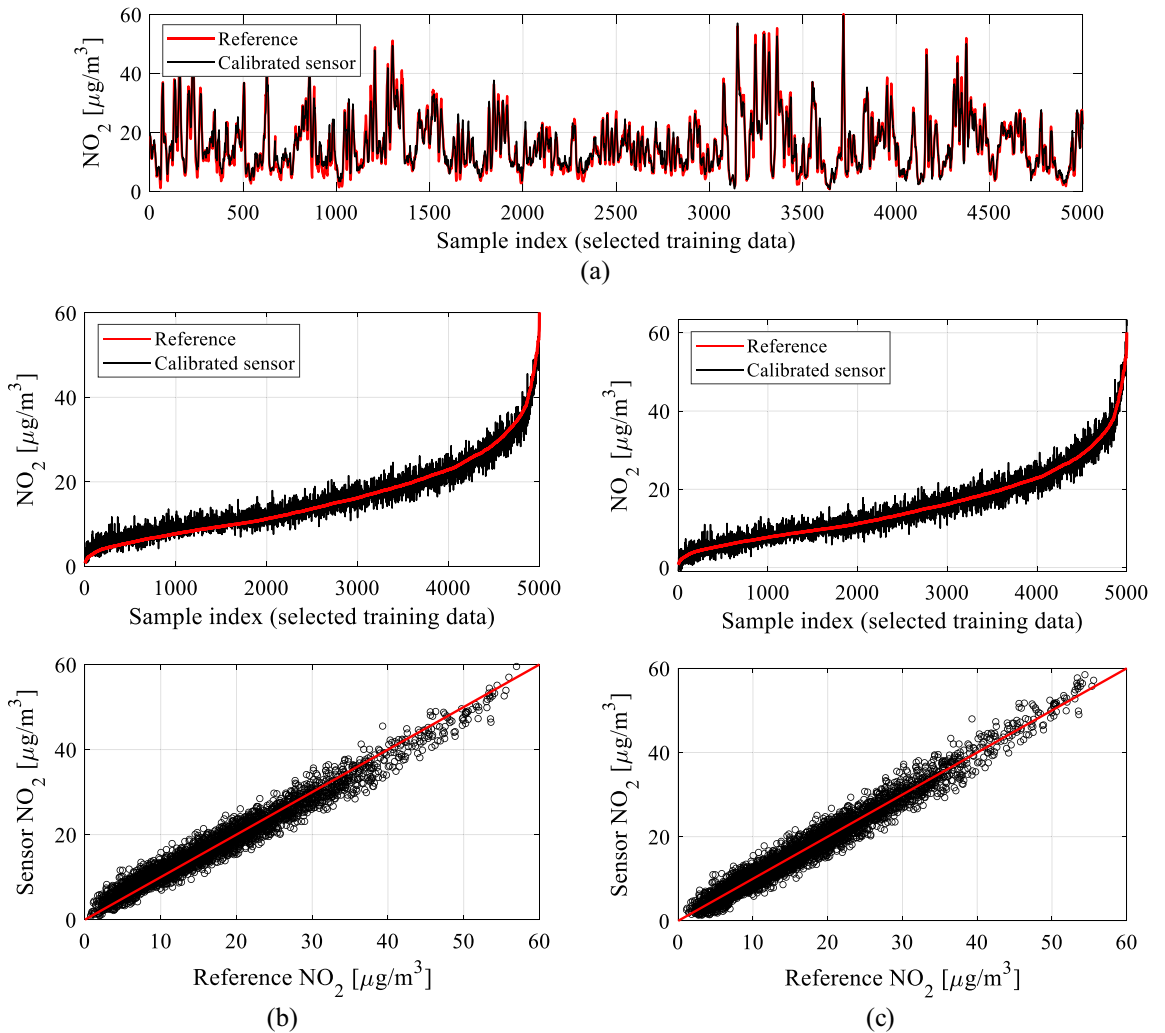 60
40
20
0
NO2 [μg/m3]
Reference
Calibrated sensor
0 500 1000 1500 2000 2500 3000 3500 4000 4500 5000
Sample index (selected training data)
(a)
60
40
20
0
NO2 [μg/m3]
Reference
Calibrated sensor
0 1000 2000 3000 4000 5000
Sample index (selected training data)
60
40
20
0
NO2 [μg/m3]
Reference
Calibrated sensor
0 1000 2000 3000 4000 5000
Sample index (selected training data)
60
40
20
0
Sensor NO2 [μg/m3]
0 10 20 30 40 50 60
Reference NO2 [μg/m3]
(b)
60
40
20
0
Sensor NO2 [μg/m3]
0 10 20 30 40 50 60
Reference NO2 [μg/m3]
(c)